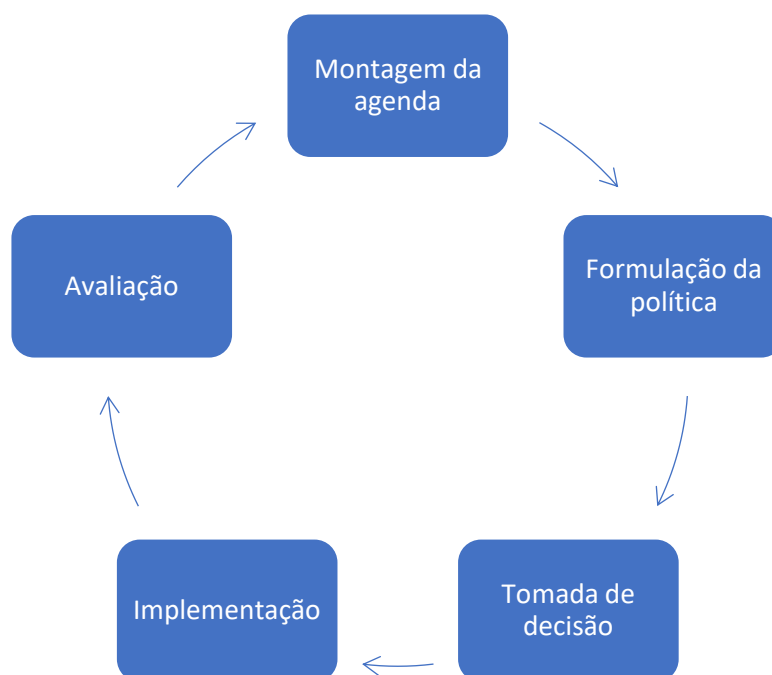 Montagem da
agenda
Formulação da
política
Tomada de
decisão
Implementação
Avaliação